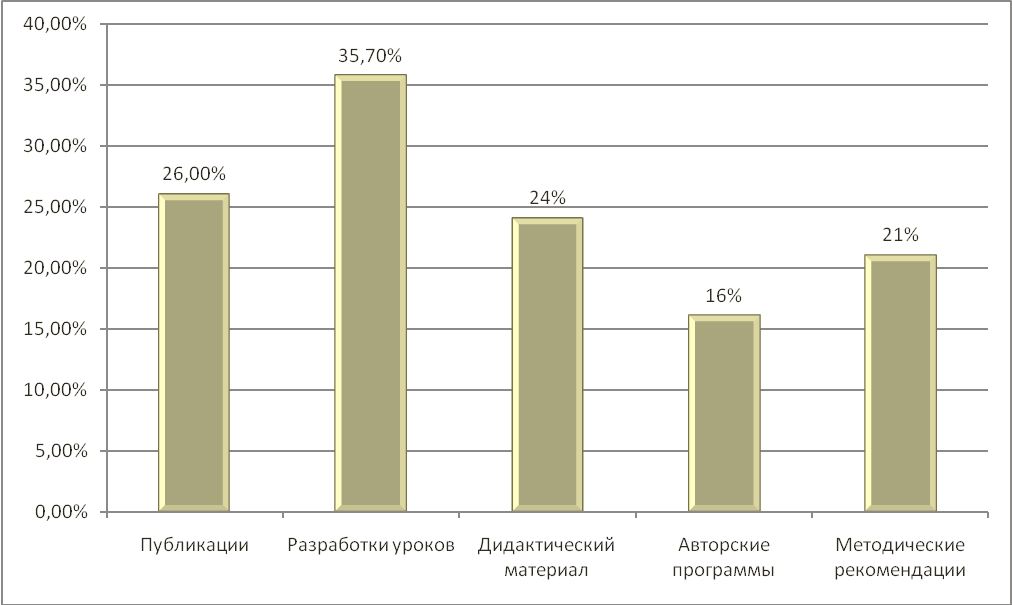 40,00%
35,00%
30,00%
25,00%
20,00%
15,00%
10,00%
5,00%
0,00%
26,00%
35,70%
24%
16%
21%
Публикации
Разработки уроков
Дидактический
материал
Авторские
программы
Методические
рекомендации